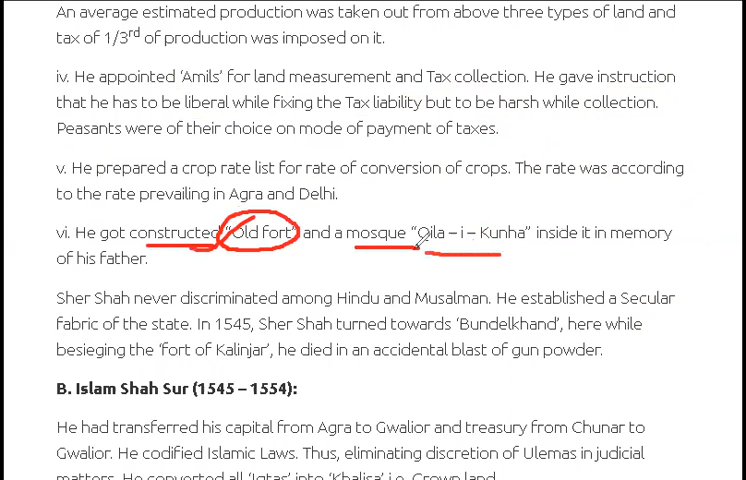 An average estimated production was taken out from above three types of land and
tax of 1/3rd of production was imposed on it.
iv. He appointed ‘Amils’ for land measurement and Tax collection. He gave instruction
that he has to be liberal while fixing the Tax liability but to be harsh while collection.
Peasants were of their choice on mode of payment of taxes.
v. He prepared a crop rate list for rate of conversion of crops. The rate was according
to the rate prevailing in Agra and Delhi.
vi. He got constructed “Old fort” and a mosque “Qila – i – Kunha” inside it in memory
of his father.
Sher Shah never discriminated among Hindu and Musalman. He established a Secular
fabric of the state. In 1545, Sher Shah turned towards ‘Bundelkhand’, here while
besieging the ‘fort of Kalinjar’, he died in an accidental blast of gun powder.
B. Islam Shah Sur (1545 – 1554):
He had transferred his capital from Agra to Gwalior and treasury from Chunar to
Gwalior. He codified Islamic Laws. Thus, eliminating discretion of Ulemas in judicial
matters. He converted all ‘Iqtas’ into ‘Khalisa’ i.e. Crown land.